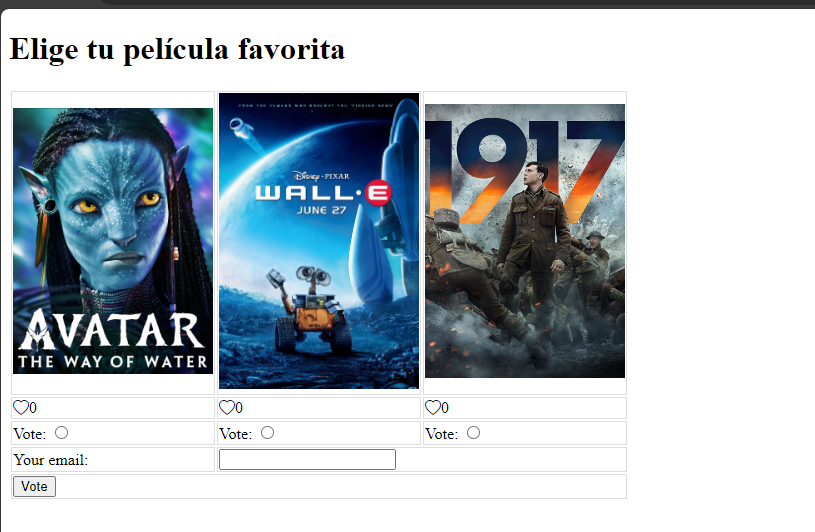 Elige tu película favorita
AVATAR
THE WAY OF WATER
FROM THE HUMANS WHO BROUGHT YOU "FINDING NEMO"
Disney·PIXAR
WALL·E
JUNE 27
1917
0
0
0
Vote:
Vote:
Vote:
Your email:
Vote